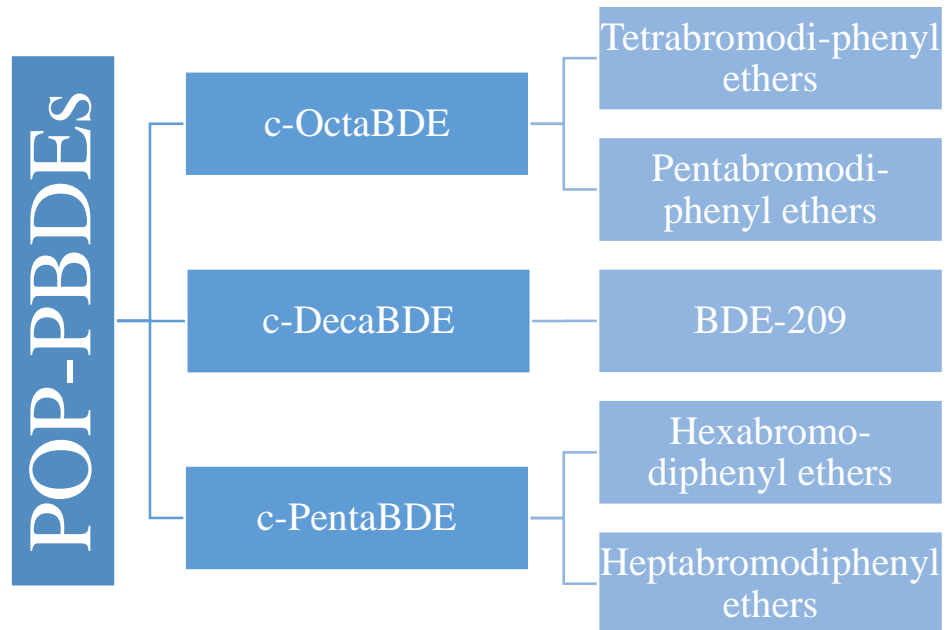 POP-PBDEs
c-OctaBDE
Tetrabromodi-phenyl
ethers
Pentabromodi-
phenyl ethers
c-DecaBDE
BDE-209
c-PentaBDE
Hexabromo-
diphenyl ethers
Heptabromodiphenyl
ethers